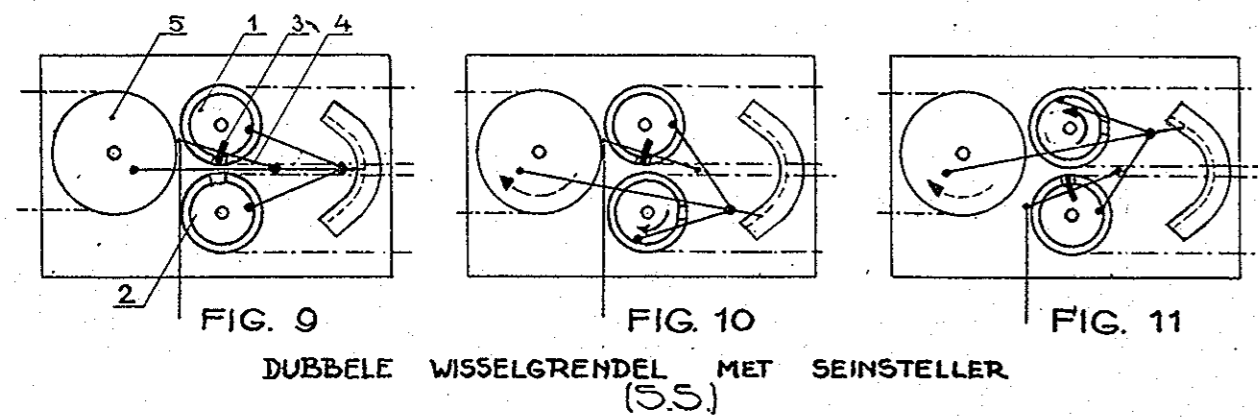 5 1 3 4
2
FIG. 9 FIG. 10 FIG. 11
DUBBELE WISSELGRENDEL MET SEINSTELLER
(S.S.)